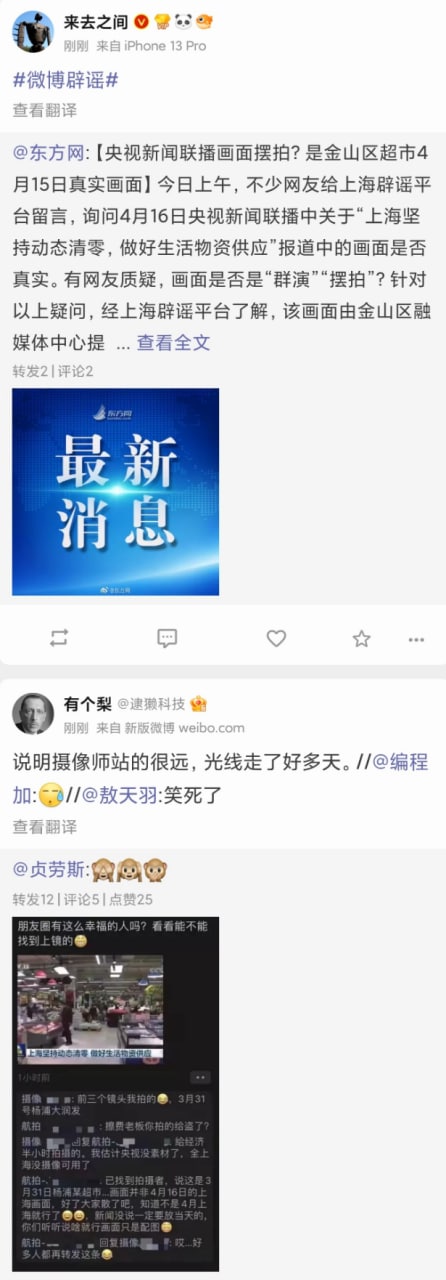 来去之间
刚刚 来自 iPhone 13 Pro
#微博辟谣#
查看翻译
@东方网:【央视新闻联播画面摆拍？是金山区超市4
月15日真实画面】今日上午，不少网友给上海辟谣平
台留言，询问4月16日央视新闻联播中关于“上海坚
持动态清零，做好生活物资供应”报道中的画面是否
真实。有网友质疑，画面是否是“群演”“摆拍”？针对
以上疑问，经上海辟谣平台了解，该画面由金山区融
媒体中心提 ... 查看全文
转发2 | 评论2
东方网
最新
消息
@东方网
有个梨 @逮獭科技
刚刚 来自 新版微博 weibo.com
说明摄像师站的很远，光线走了好多天。//@编程
加://@敖天羽:笑死了
查看翻译
@贞劳斯:
转发12 | 评论5 | 点赞25
朋友圈有这么幸福的人吗？看看能不能
找到上镜的
上海坚持动态清零 做好生活物资供应
1小时前
摄像 : 前三个镜头我拍的，3月31
号杨浦大润发
航拍 : 擦费老板你拍的给盗了？
摄像 回复航拍- : 给经济
半小时拍摄的，我估计央视没素材了，全上
海没摄像可用了
航拍- : 已找到拍摄者，说这是3
月31日杨浦某超市...画面并非4月16日的上
海画面，好了大家散了吧，知道不是4月上
海就行了，新闻没说一定要放当天的，
你们听听说啥就行画面只是配图
航拍- 回复摄像 : 哎...好
多人都再转发这条